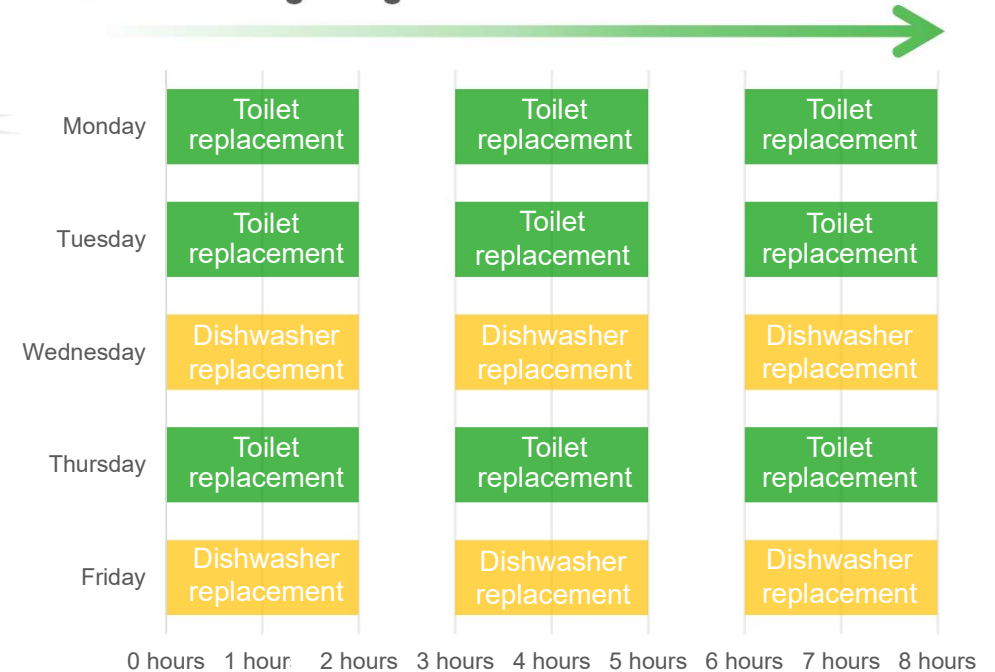 Monday
Toilet
replacement
Toilet
replacement
Toilet
replacement
Tuesday
Toilet
replacement
Toilet
replacement
Toilet
replacement
Wednesday
Dishwasher
replacement
Dishwasher
replacement
Dishwasher
replacement
Thursday
Toilet
replacement
Toilet
replacement
Toilet
replacement
Friday
Dishwasher
replacement
Dishwasher
replacement
Dishwasher
replacement
0 hours 1 hour 2 hours 3 hours 4 hours 5 hours 6 hours 7 hours 8 hours